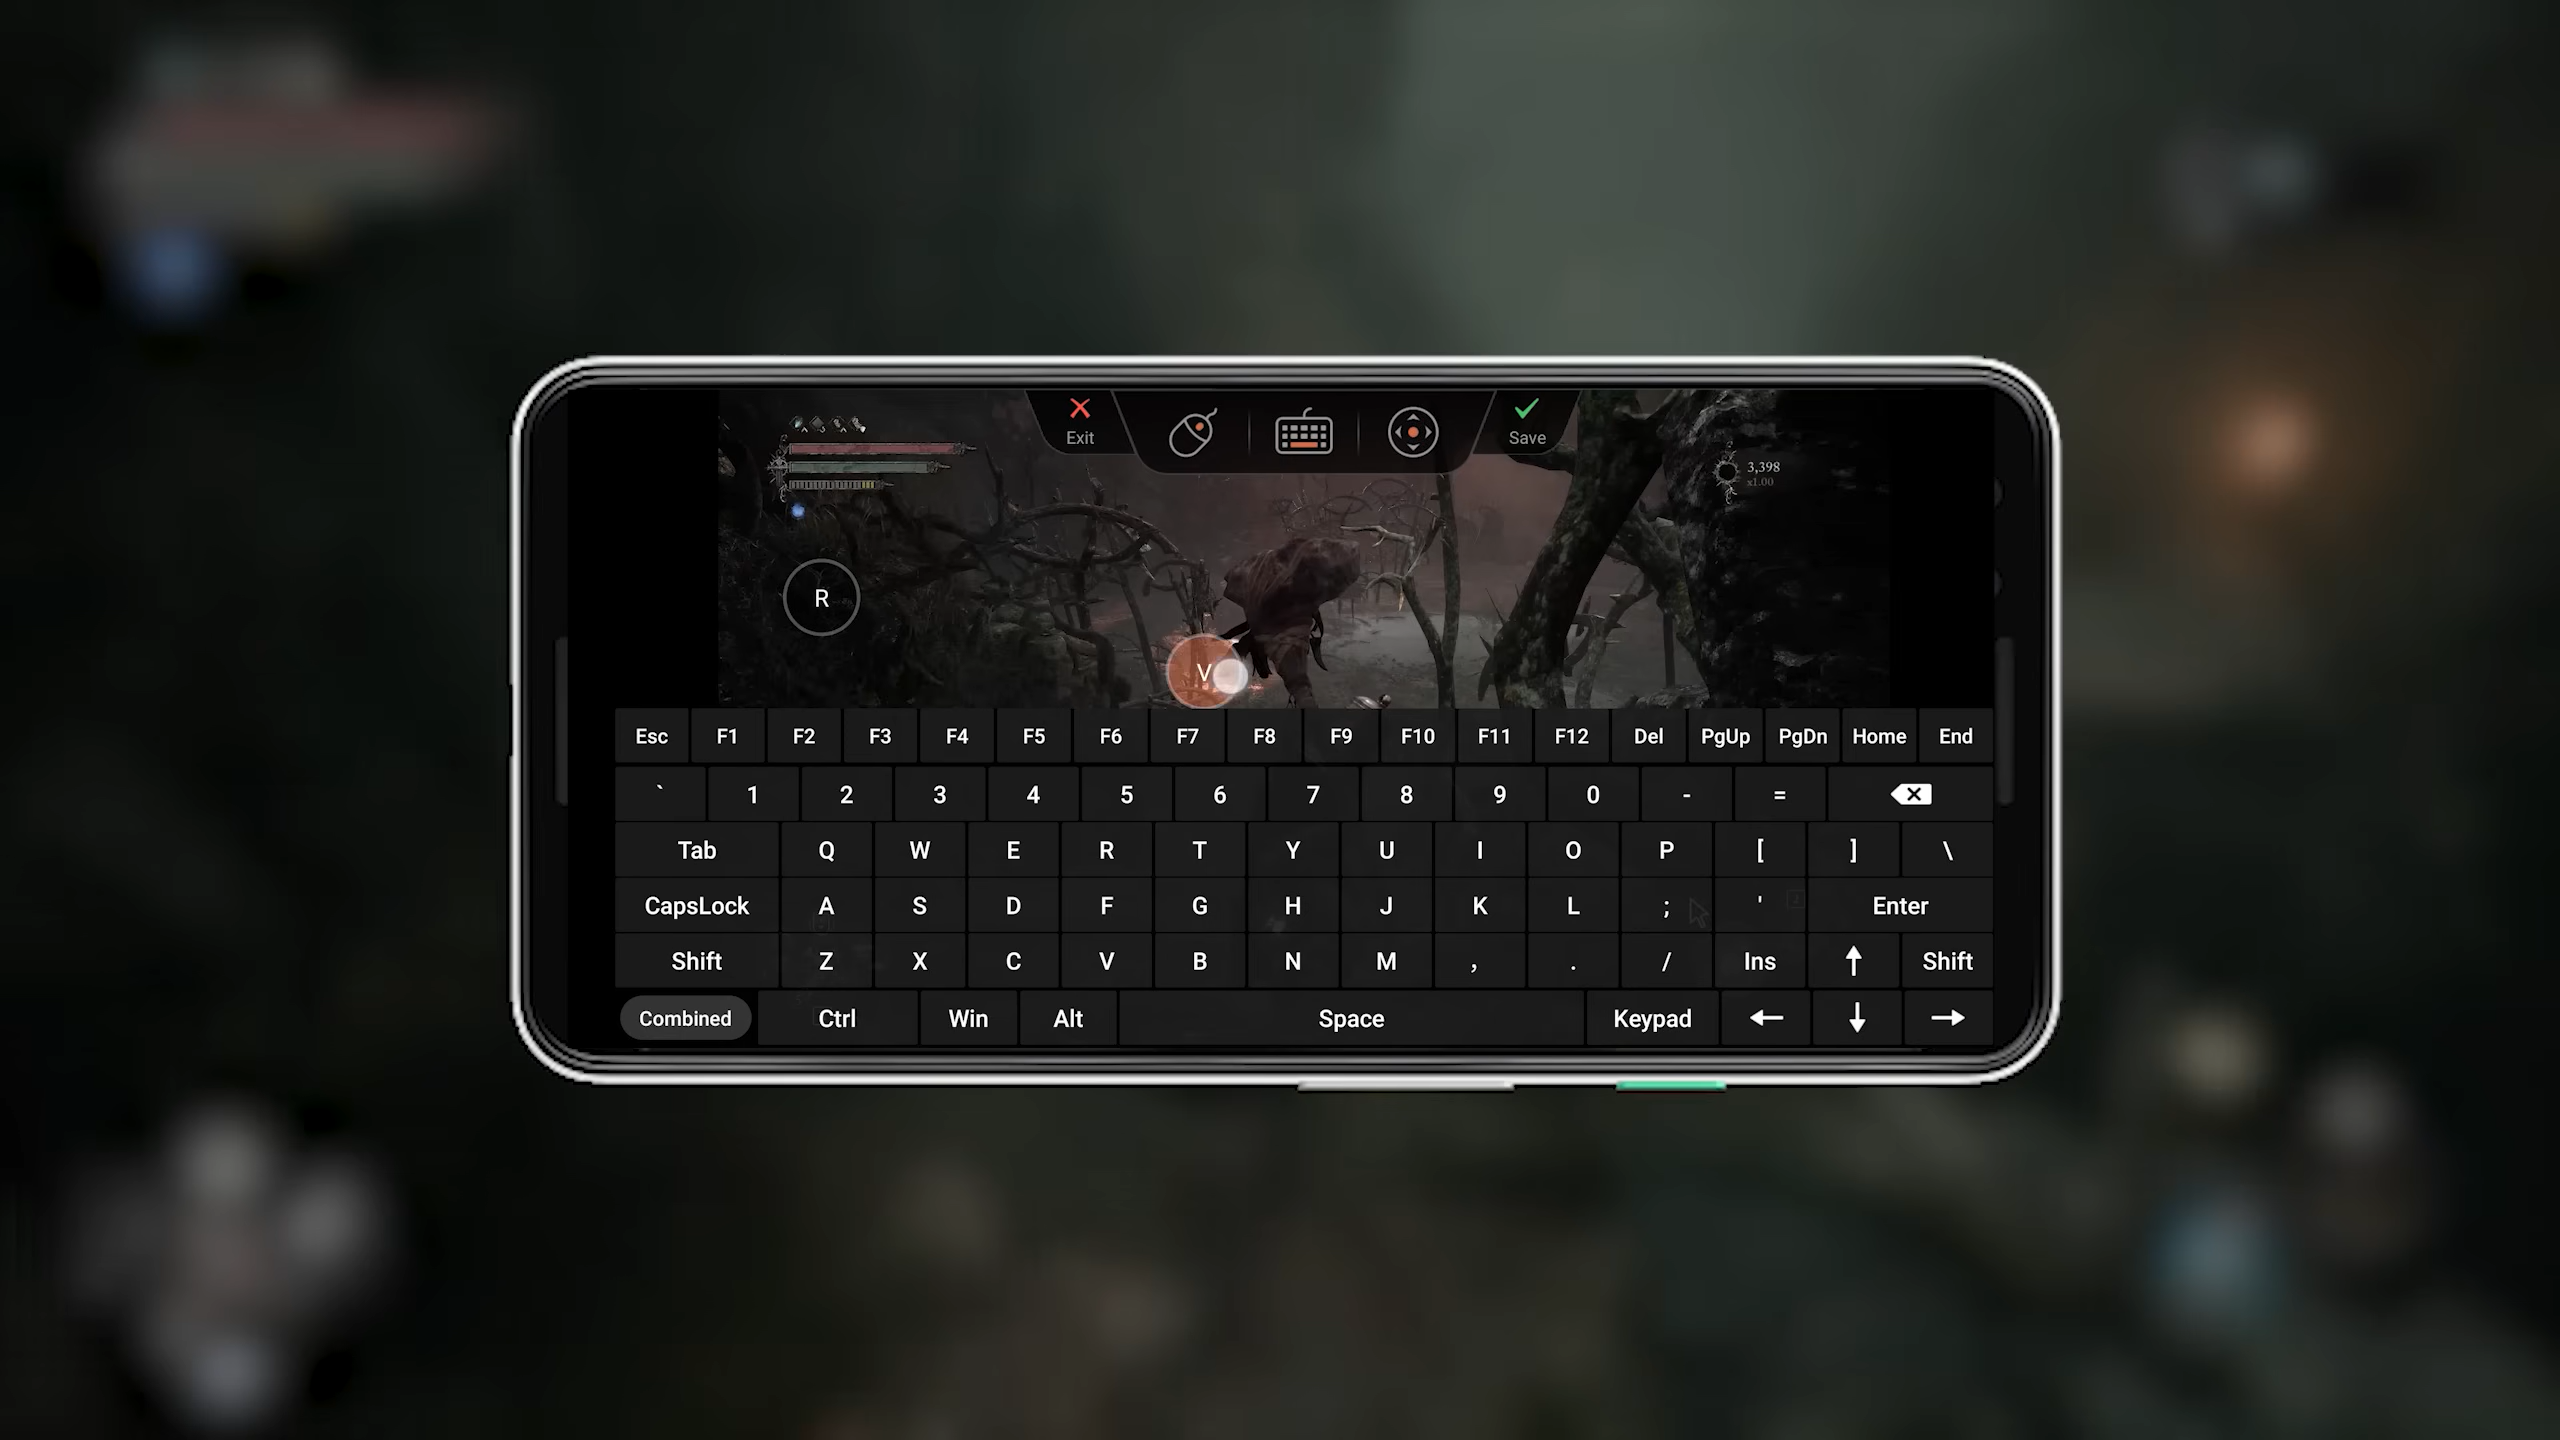 Exit
Save
3,398
x1.00
R
V
Esc F1 F2 F3 F4 F5 F6 F7 F8 F9 F10 F11 F12 Del PgUp PgDn Home End
` 1 2 3 4 5 6 7 8 9 0 - =
Tab Q W E R T Y U I O P [ ] \
CapsLock A S D F G H J K L ; ' Enter
Shift Z X C V B N M , . / Ins ↑ Shift
Combined Ctrl Win Alt Space Keypad ← ↓ →